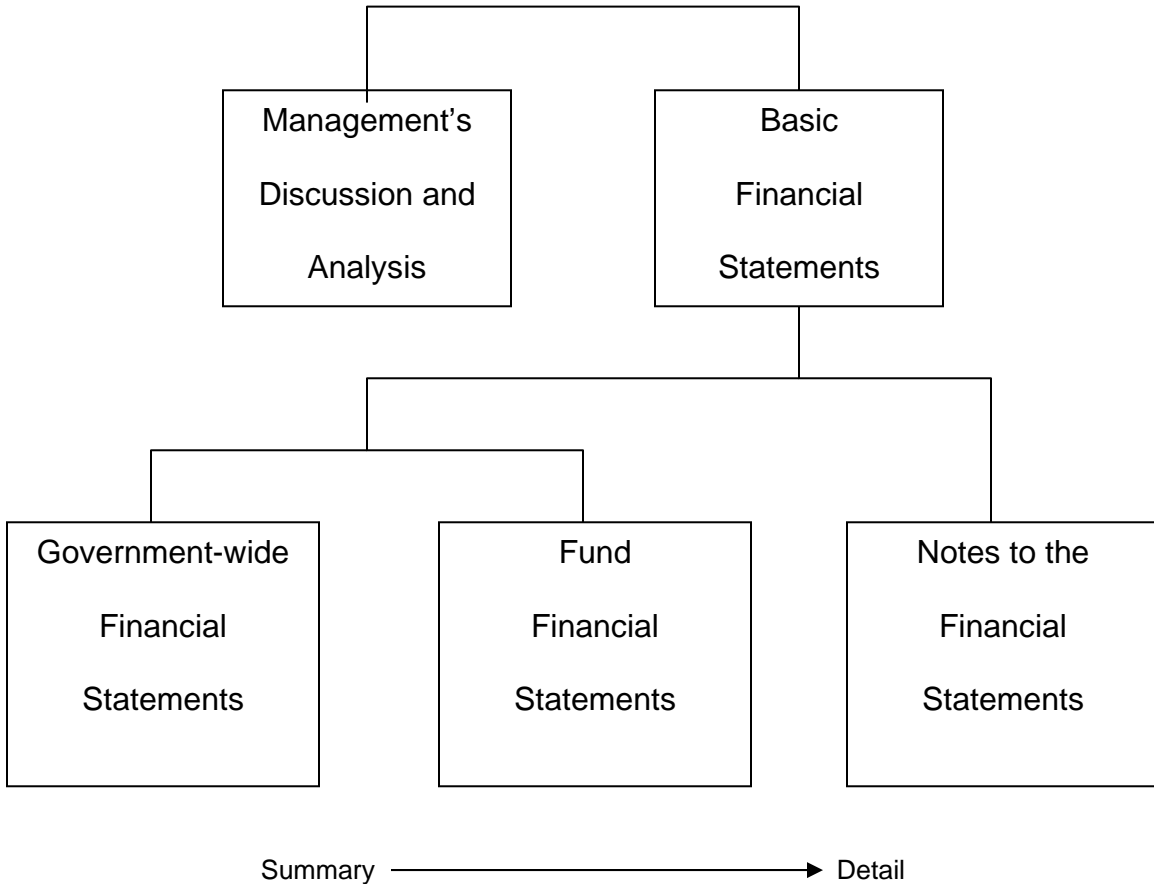 Management’s
Discussion and
Analysis
Basic
Financial
Statements
Government-wide
Financial
Statements
Fund
Financial
Statements
Notes to the
Financial
Statements
Summary
Detail